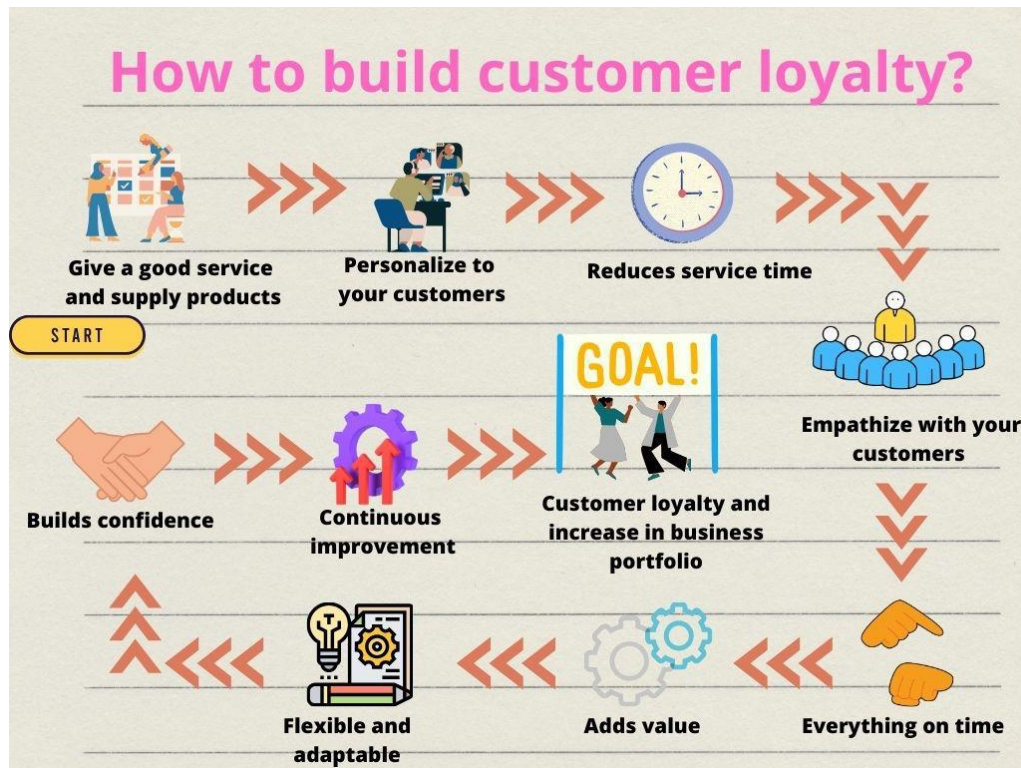 How to build customer loyalty?
Give a good service
and supply products
Personalize to
your customers
Reduces service time
START
GOAL!
Empathize with your
customers
Builds confidence
Continuous
improvement
Customer loyalty and
increase in business
portfolio
Flexible and
adaptable
Adds value
Everything on time